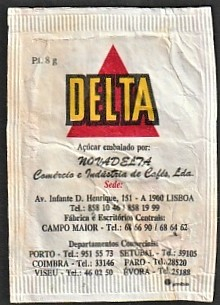 P.l. 8 g
DELTA
Açúcar embalado por:
NOVADELTA
Comércio e Indústria de Cafés, Lda.
Sede:
Av. Infante D. Henrique, 151 - A 1960 LISBOA
Tel.: 858 10 46 / 858 19 99
Fábrica e Escritórios Centrais:
CAMPO MAIOR - Tel.: 68 66 90 / 68 64 62
Departamentos Comerciais:
PORTO - Tel.: 951 55 73 SETÚBAL - Tel.: 39105
COIMBRA - Tel.: 33146 FARO - Tel. 28520
VISEU - Tel.: 46 02 50 ÉVORA - Tel. 25188